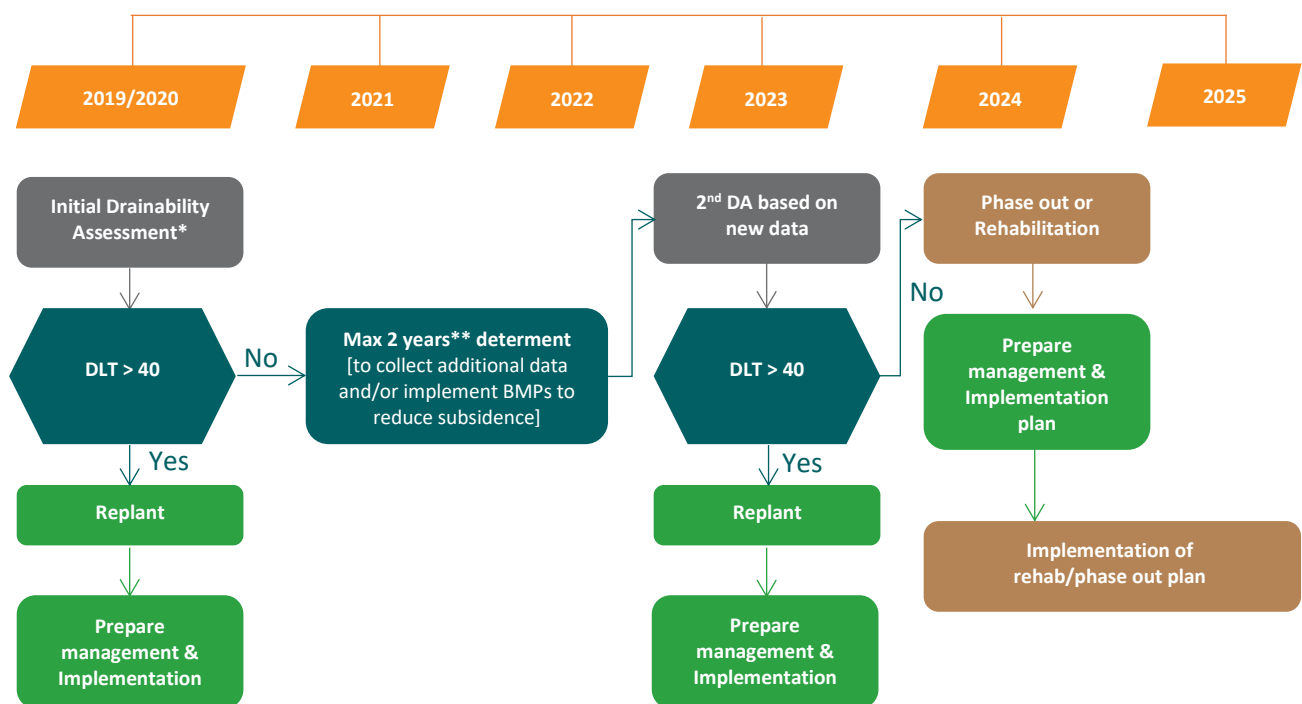 2019/2020
2021
2022
2023
2024
2025
Initial Drainability
Assessment*
DLT > 40
No
Yes
Replant
Prepare
management &
Implementation
Max 2 years** determent
[to collect additional data
and/or implement BMPs to
reduce subsidence]
2nd DA based on
new data
DLT > 40
No
Yes
Replant
Prepare
management &
Implementation
Phase out or
Rehabilitation
Prepare
management &
Implementation
plan
Implementation of
rehab/phase out plan